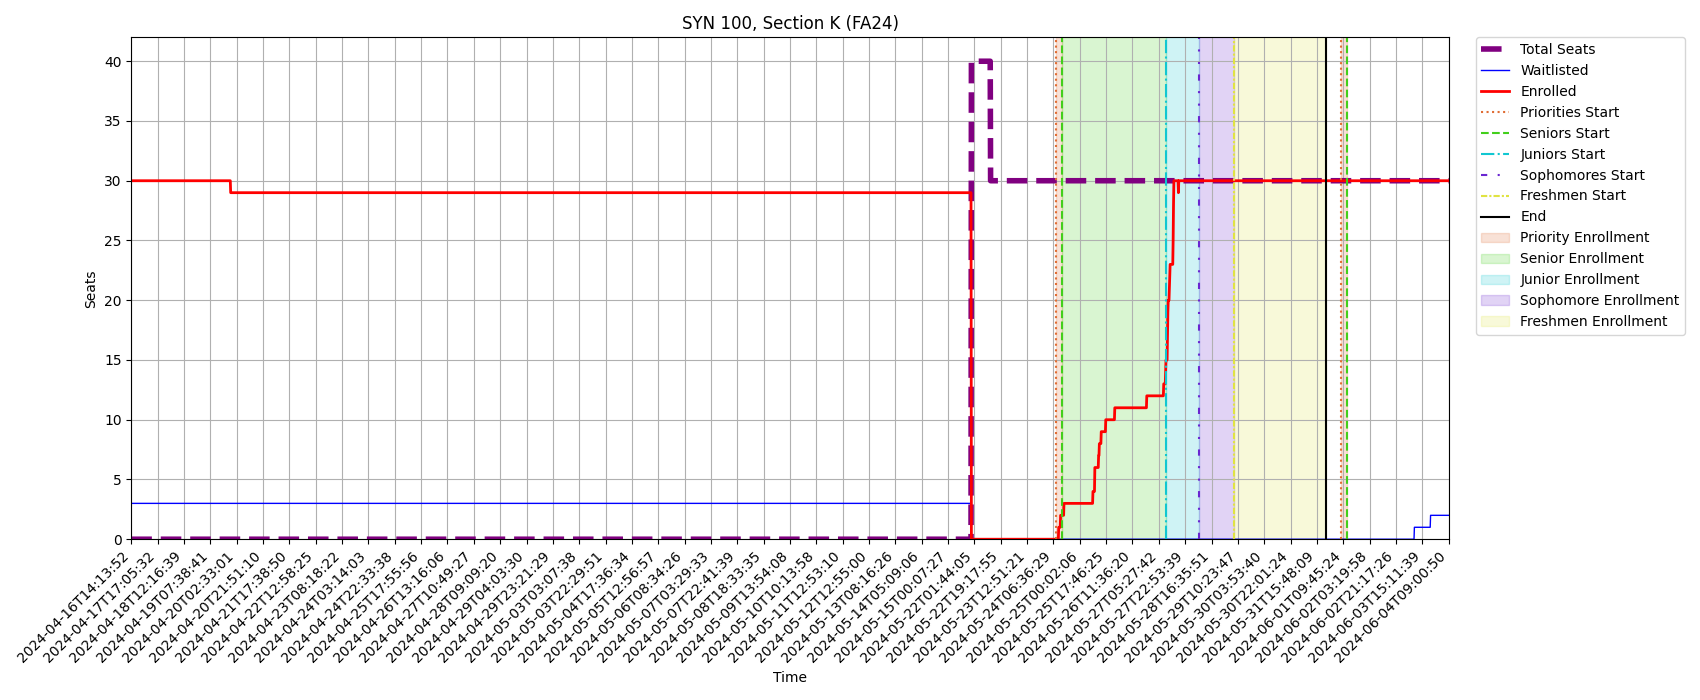 SYN 100, Section K (FA24)
Seats
40
35
30
25
20
15
10
5
0
2024-04-16T14:13:52
2024-04-17T17:05:32
2024-04-18T12:16:39
2024-04-19T07:38:41
2024-04-20T02:33:01
2024-04-20T21:51:10
2024-04-21T17:38:50
2024-04-22T12:58:25
2024-04-23T08:18:22
2024-04-24T03:14:03
2024-04-24T22:33:38
2024-04-25T17:55:56
2024-04-26T13:16:06
2024-04-27T10:49:27
2024-04-28T09:09:20
2024-04-29T04:03:30
2024-04-29T23:21:29
2024-05-03T03:07:38
2024-05-03T22:29:51
2024-05-04T17:36:34
2024-05-05T12:56:57
2024-05-06T08:34:26
2024-05-07T03:29:33
2024-05-07T22:41:39
2024-05-08T18:33:35
2024-05-09T13:54:08
2024-05-10T10:13:58
2024-05-11T12:53:10
2024-05-12T12:55:00
2024-05-13T08:16:26
2024-05-14T15:09:06
2024-05-15T00:07:27
2024-05-22T01:44:05
2024-05-22T19:17:55
2024-05-23T12:51:21
2024-05-24T06:36:29
2024-05-25T00:02:06
2024-05-25T17:46:25
2024-05-26T11:36:20
2024-05-27T05:27:42
2024-05-27T22:53:39
2024-05-28T16:35:51
2024-05-29T10:23:47
2024-05-30T03:53:40
2024-05-30T22:01:24
2024-05-31T15:48:09
2024-06-01T09:45:24
2024-06-02T03:19:58
2024-06-02T21:17:26
2024-06-03T15:11:39
2024-06-04T09:00:50
Time
Total Seats
Waitlisted
Enrolled
Priorities Start
Seniors Start
Juniors Start
Sophomores Start
Freshmen Start
End
Priority Enrollment
Senior Enrollment
Junior Enrollment
Sophomore Enrollment
Freshmen Enrollment